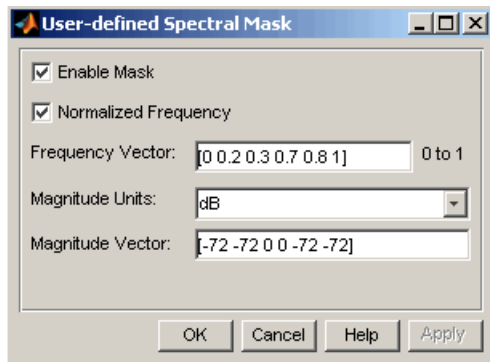 User-defined Spectral Mask
Enable Mask
Normalized Frequency
Frequency Vector: [0 0.2 0.3 0.7 0.8 1] 0 to 1
Magnitude Units: dB
Magnitude Vector: [-72 -72 0 0 -72 -72]
OK Cancel Help Apply